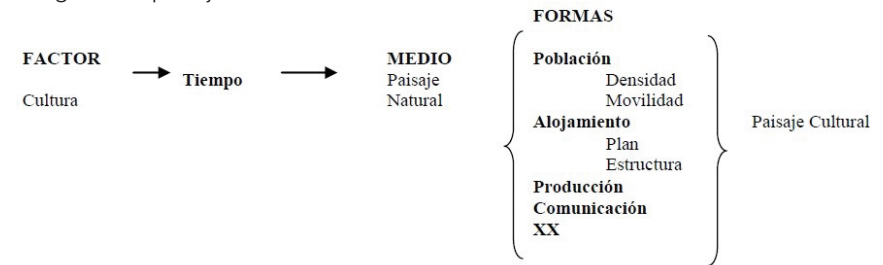 FORMAS
FACTOR
Cultura
Tiempo
MEDIO
Paisaje
Natural
Población
Densidad
Movilidad
Alojamiento
Plan
Estructura
Producción
Comunicación
XX
Paisaje Cultural